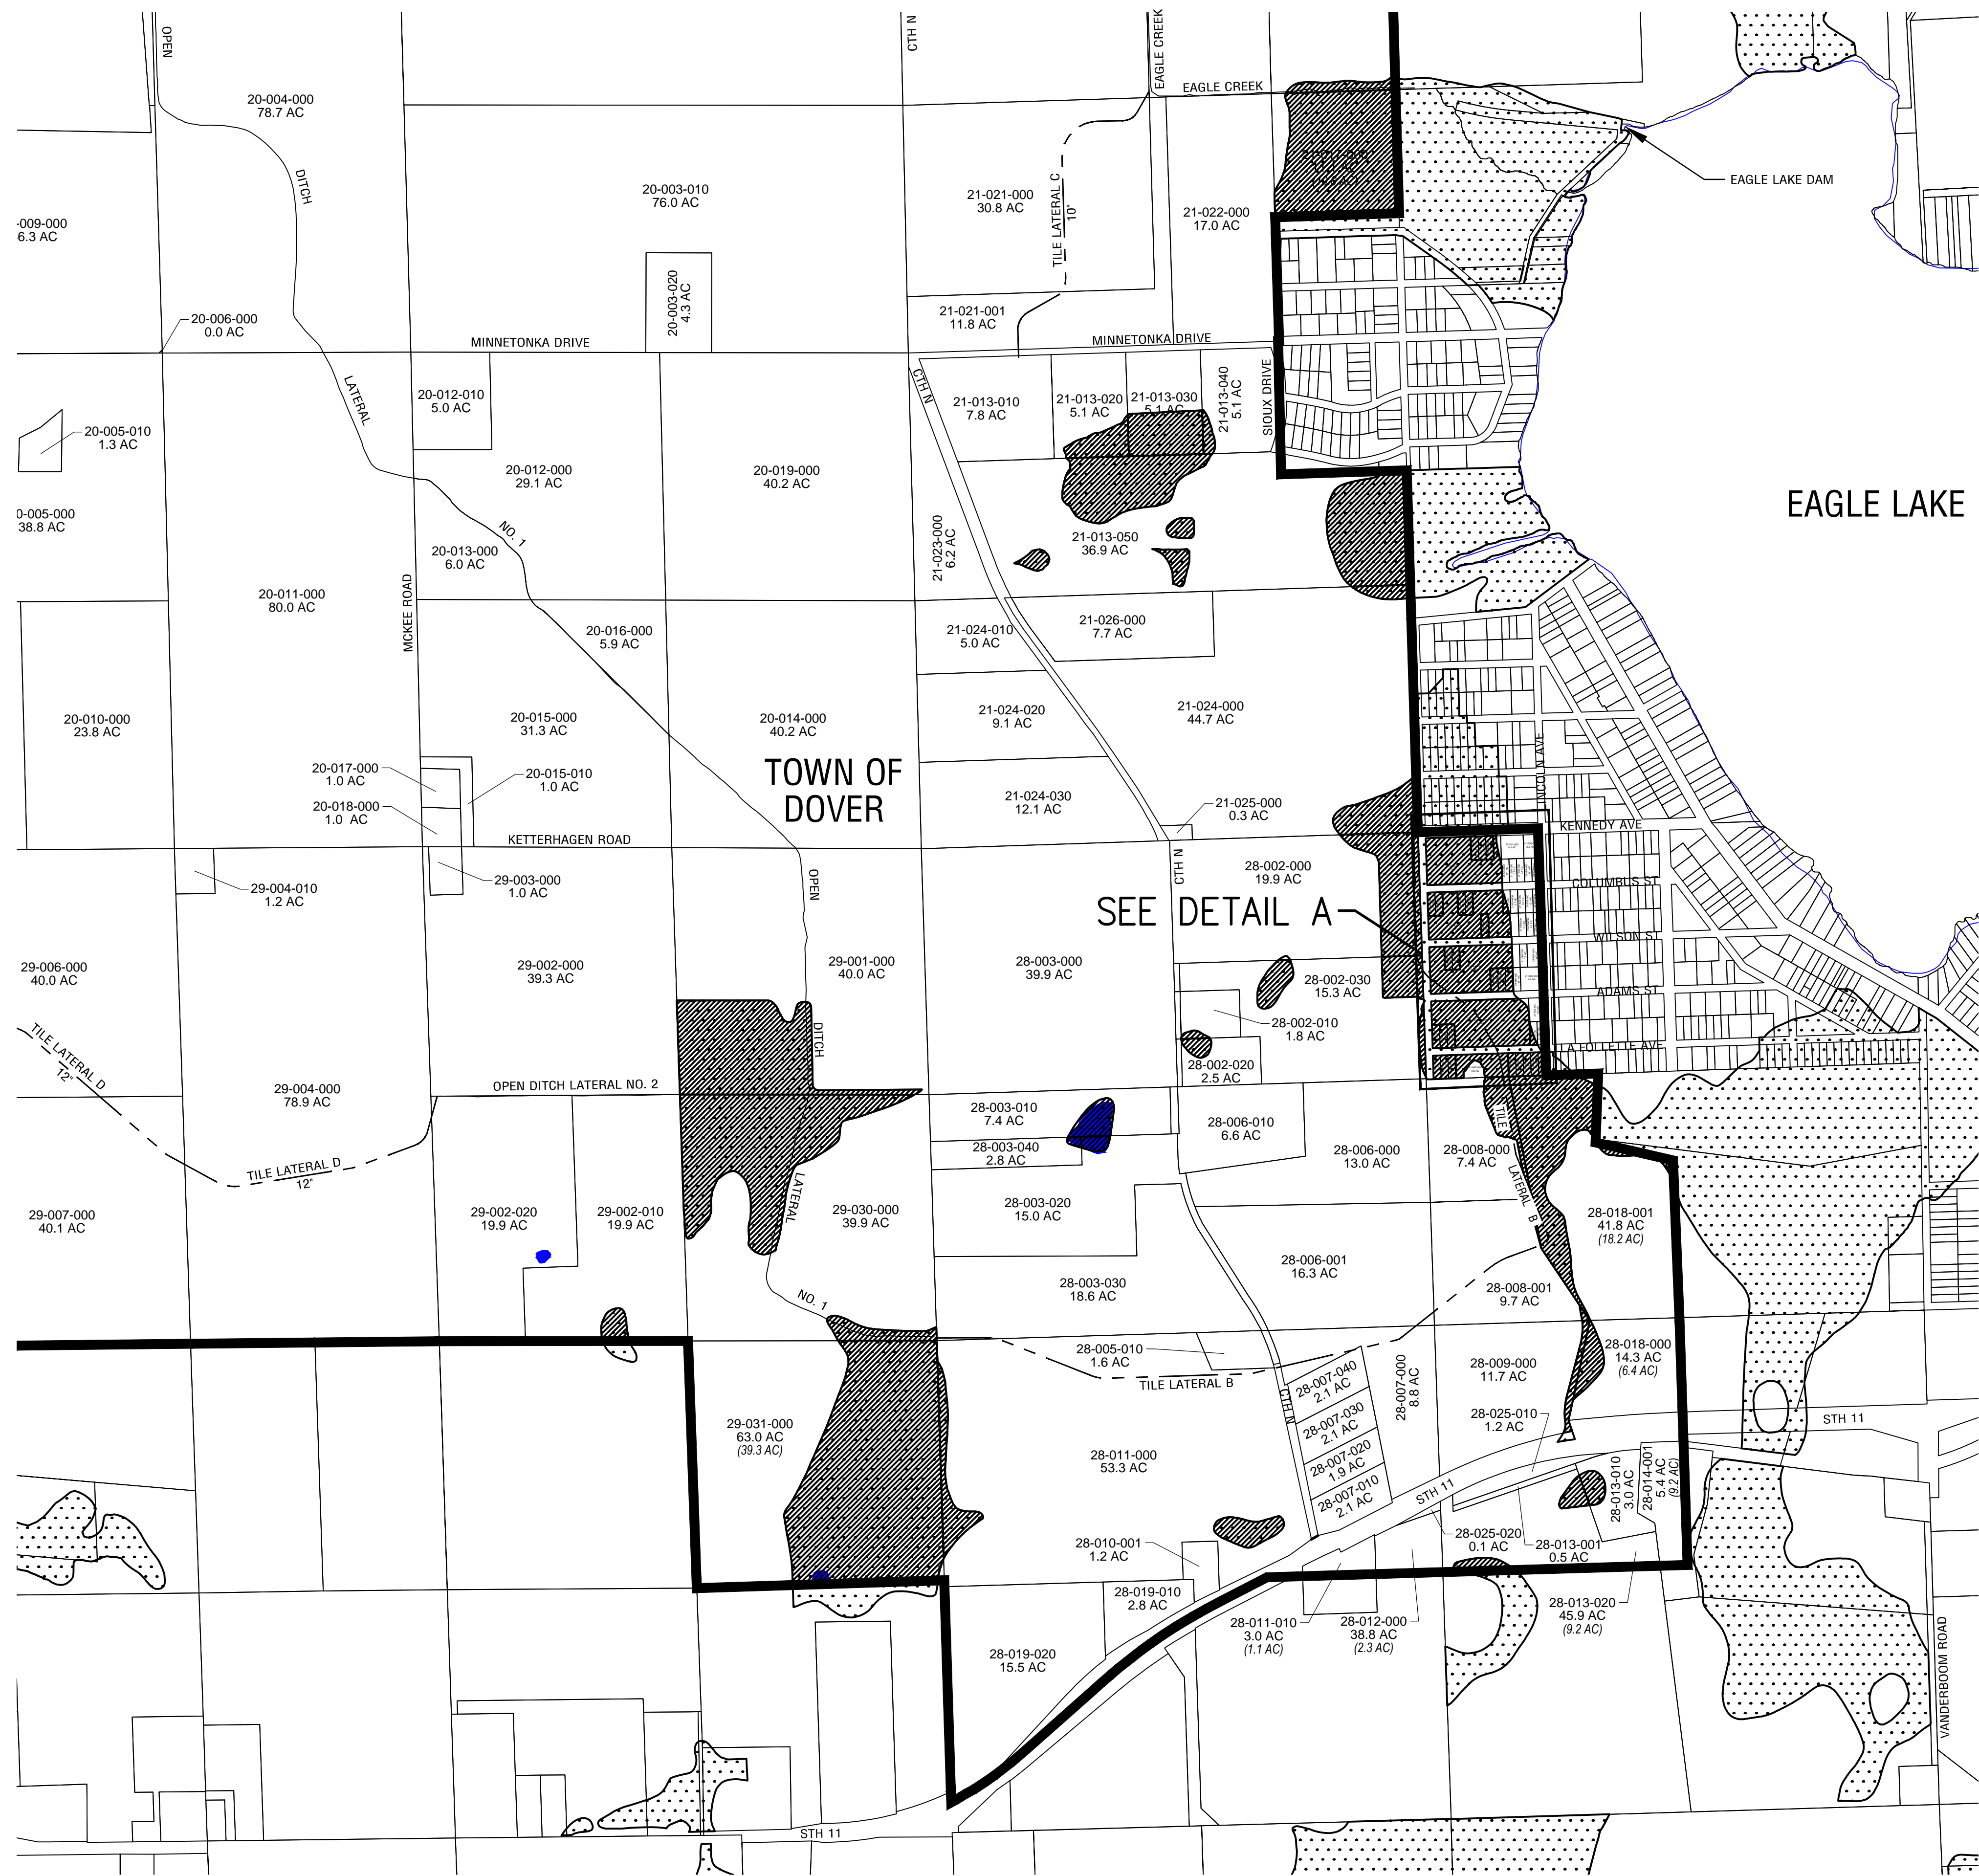 OPEN
CTH N
EAGLE CREEK
EAGLE CREEK
20-004-000
78.7 AC
DITCH
20-003-010
76.0 AC
21-021-000
30.8 AC
TILE LATERAL C
10"
21-022-000
17.0 AC
EAGLE LAKE DAM
-009-000
6.3 AC
20-003-020
4.3 AC
20-006-000
0.0 AC
21-021-001
11.8 AC
MINNETONKA DRIVE
MINNETONKA DRIVE
LATERAL
20-012-010
5.0 AC
CTH N
21-013-010
7.8 AC
21-013-020
5.1 AC
21-013-030
5.1 AC
21-013-040
5.1 AC
SIOUX DRIVE
20-005-010
1.3 AC
20-012-000
29.1 AC
20-019-000
40.2 AC
EAGLE LAKE
0-005-000
38.8 AC
NO. 1
20-013-000
6.0 AC
21-023-000
6.2 AC
21-013-050
36.9 AC
20-011-000
80.0 AC
MCKEE ROAD
20-016-000
5.9 AC
21-024-010
5.0 AC
21-026-000
7.7 AC
20-010-000
23.8 AC
20-015-000
31.3 AC
20-014-000
40.2 AC
21-024-020
9.1 AC
21-024-000
44.7 AC
20-017-000
1.0 AC
20-015-010
1.0 AC
TOWN OF
DOVER
20-018-000
1.0 AC
21-024-030
12.1 AC
21-025-000
0.3 AC
LINCOLN AVE
KENNEDY AVE
KETTERHAGEN ROAD
29-004-010
1.2 AC
29-003-000
1.0 AC
OPEN
CTH N
28-002-000
19.9 AC
COLUMBUS ST
SEE DETAIL A
WILSON ST
29-006-000
40.0 AC
29-002-000
39.3 AC
29-001-000
40.0 AC
28-003-000
39.9 AC
28-002-030
15.3 AC
ADAMS ST
28-002-010
1.8 AC
TILE LATERAL D
12"
DITCH
LA FOLLETTE AVE
28-002-020
2.5 AC
29-004-000
78.9 AC
OPEN DITCH LATERAL NO. 2
28-003-010
7.4 AC
28-006-010
6.6 AC
TILE
28-003-040
2.8 AC
28-006-000
13.0 AC
28-008-000
7.4 AC
TILE LATERAL D
12"
LATERAL
LATERAL B
29-007-000
40.1 AC
29-002-020
19.9 AC
29-002-010
19.9 AC
29-030-000
39.9 AC
28-003-020
15.0 AC
28-018-001
41.8 AC
(18.2 AC)
28-006-001
16.3 AC
NO. 1
28-003-030
18.6 AC
28-008-001
9.7 AC
28-005-010
1.6 AC
TILE LATERAL B
28-018-000
14.3 AC
(6.4 AC)
28-009-000
11.7 AC
28-007-000
8.8 AC
CTH N
28-007-040
2.1 AC
28-007-030
2.1 AC
28-007-020
1.9 AC
28-007-010
2.1 AC
28-025-010
1.2 AC
STH 11
29-031-000
63.0 AC
(39.3 AC)
28-011-000
53.3 AC
STH 11
28-013-010
3.0 AC
28-014-001
5.4 AC
(9.2 AC)
28-010-001
1.2 AC
28-025-020
0.1 AC
28-013-001
0.5 AC
28-019-010
2.8 AC
28-011-010
3.0 AC
(1.1 AC)
28-012-000
38.8 AC
(2.3 AC)
28-013-020
45.9 AC
(9.2 AC)
28-019-020
15.5 AC
VANDERBOOM ROAD
STH 11